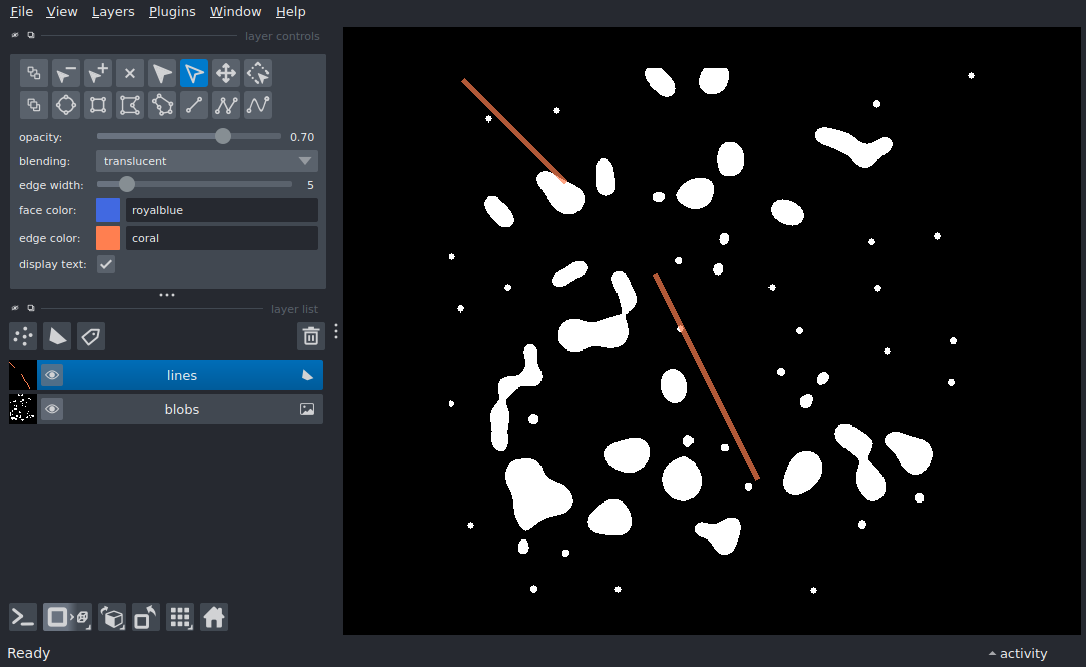 File View Layers Plugins Window Help
layer controls
opacity: 0.70
blending: translucent
edge width: 5
face color: royalblue
edge color: coral
display text:
layer list
lines
blobs
Ready
activity